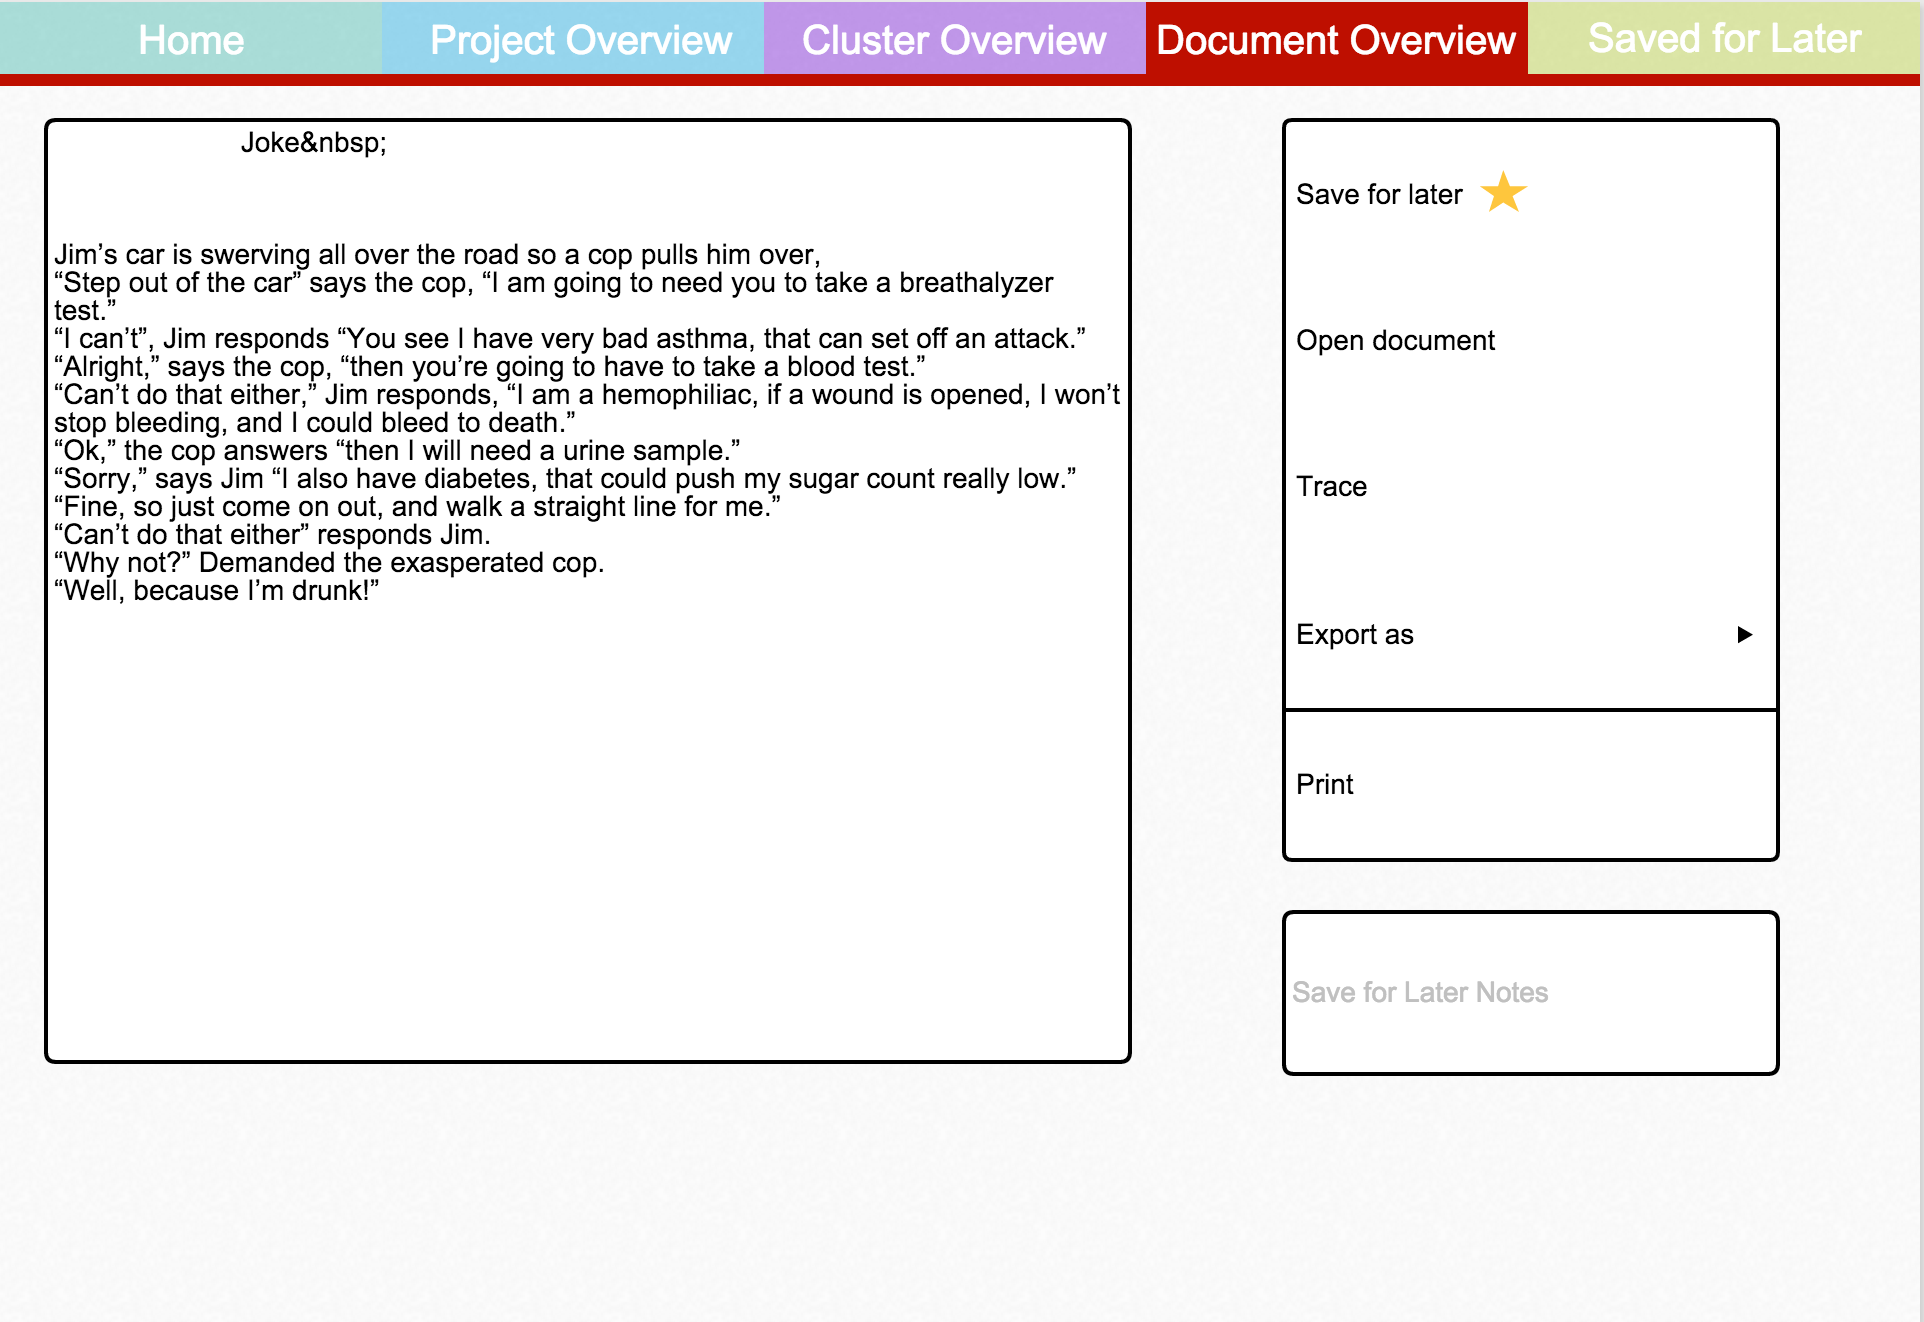 Home
Project Overview
Cluster Overview
Document Overview
Saved for Later
Joke&nbsp;
Jim’s car is swerving all over the road so a cop pulls him over,
“Step out of the car” says the cop, “I am going to need you to take a breathalyzer
test.”
“I can’t”, Jim responds “You see I have very bad asthma, that can set off an attack.”
“Alright,” says the cop, “then you’re going to have to take a blood test.”
“Can’t do that either,” Jim responds, “I am a hemophiliac, if a wound is opened, I won’t
stop bleeding, and I could bleed to death.”
“Ok,” the cop answers “then I will need a urine sample.”
“Sorry,” says Jim “I also have diabetes, that could push my sugar count really low.”
“Fine, so just come on out, and walk a straight line for me.”
“Can’t do that either” responds Jim.
“Why not?” Demanded the exasperated cop.
“Well, because I’m drunk!”
Save for later
Open document
Trace
Export as
Print
Save for Later Notes